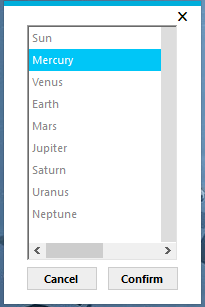 Sun
Mercury
Venus
Earth
Mars
Jupiter
Saturn
Uranus
Neptune
Cancel Confirm